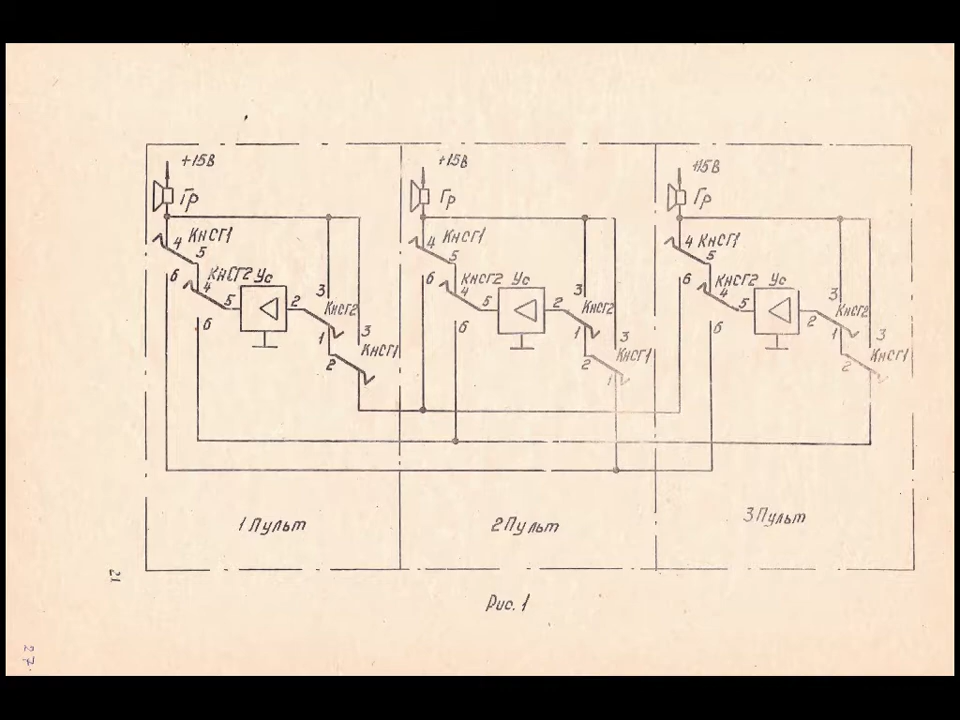 +15В +15В +15В
Гр Гр Гр
4 КнСГ1 4 КнСГ1 4 КнСГ1
5 5 5
6 КнСГ2 Ус 6 КнСГ2 Ус 6 КнСГ2 Ус
4 5 2 3 КнСГ2 4 5 2 3 КнСГ2 4 5 2 3 КнСГ2
6 1 3 6 1 3 6 1 3
2 КнСГ1 2 КнСГ1 2 КнСГ1
1
1 Пульт 2 Пульт 3 Пульт
21
Рис. 1
27.